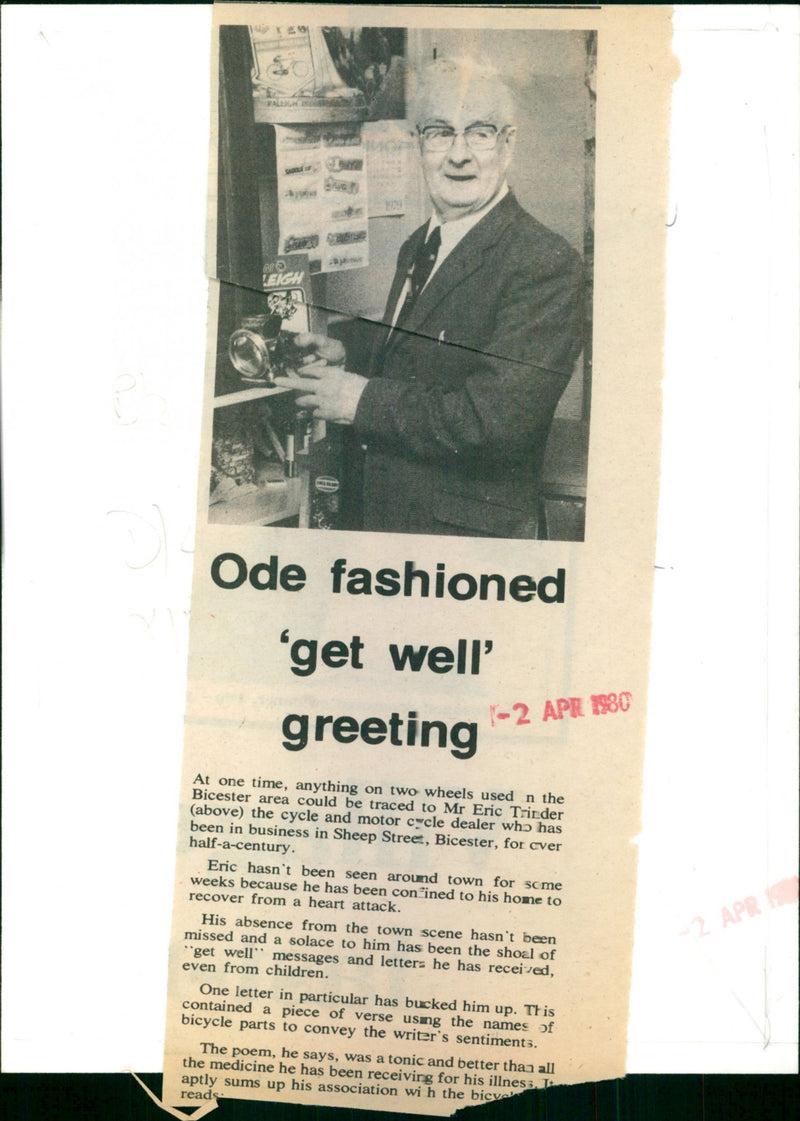 RALEIGH
SADDLE UP
LEIGH
Ode fashioned
‘get well’
greeting
-2 APR 1980
At one time, anything on two wheels used n the
Bicester area could be traced to Mr Eric Trinder
(above) the cycle and motor cycle dealer who has
been in business in Sheep Street, Bicester, for over
half-a-century.
Eric hasn't been seen around town for some
weeks because he has been confined to his home to
recover from a heart attack.
His absence from the town scene hasn't been
missed and a solace to him has been the shoal of
"get well" messages and letters he has received,
even from children.
One letter in particular has bucked him up. This
contained a piece of verse using the names of
bicycle parts to convey the writer's sentiments.
The poem, he says, was a tonic and better than all
the medicine he has been receiving for his illness. It
aptly sums up his association wi h the bicy
reads:
-2 APR 19